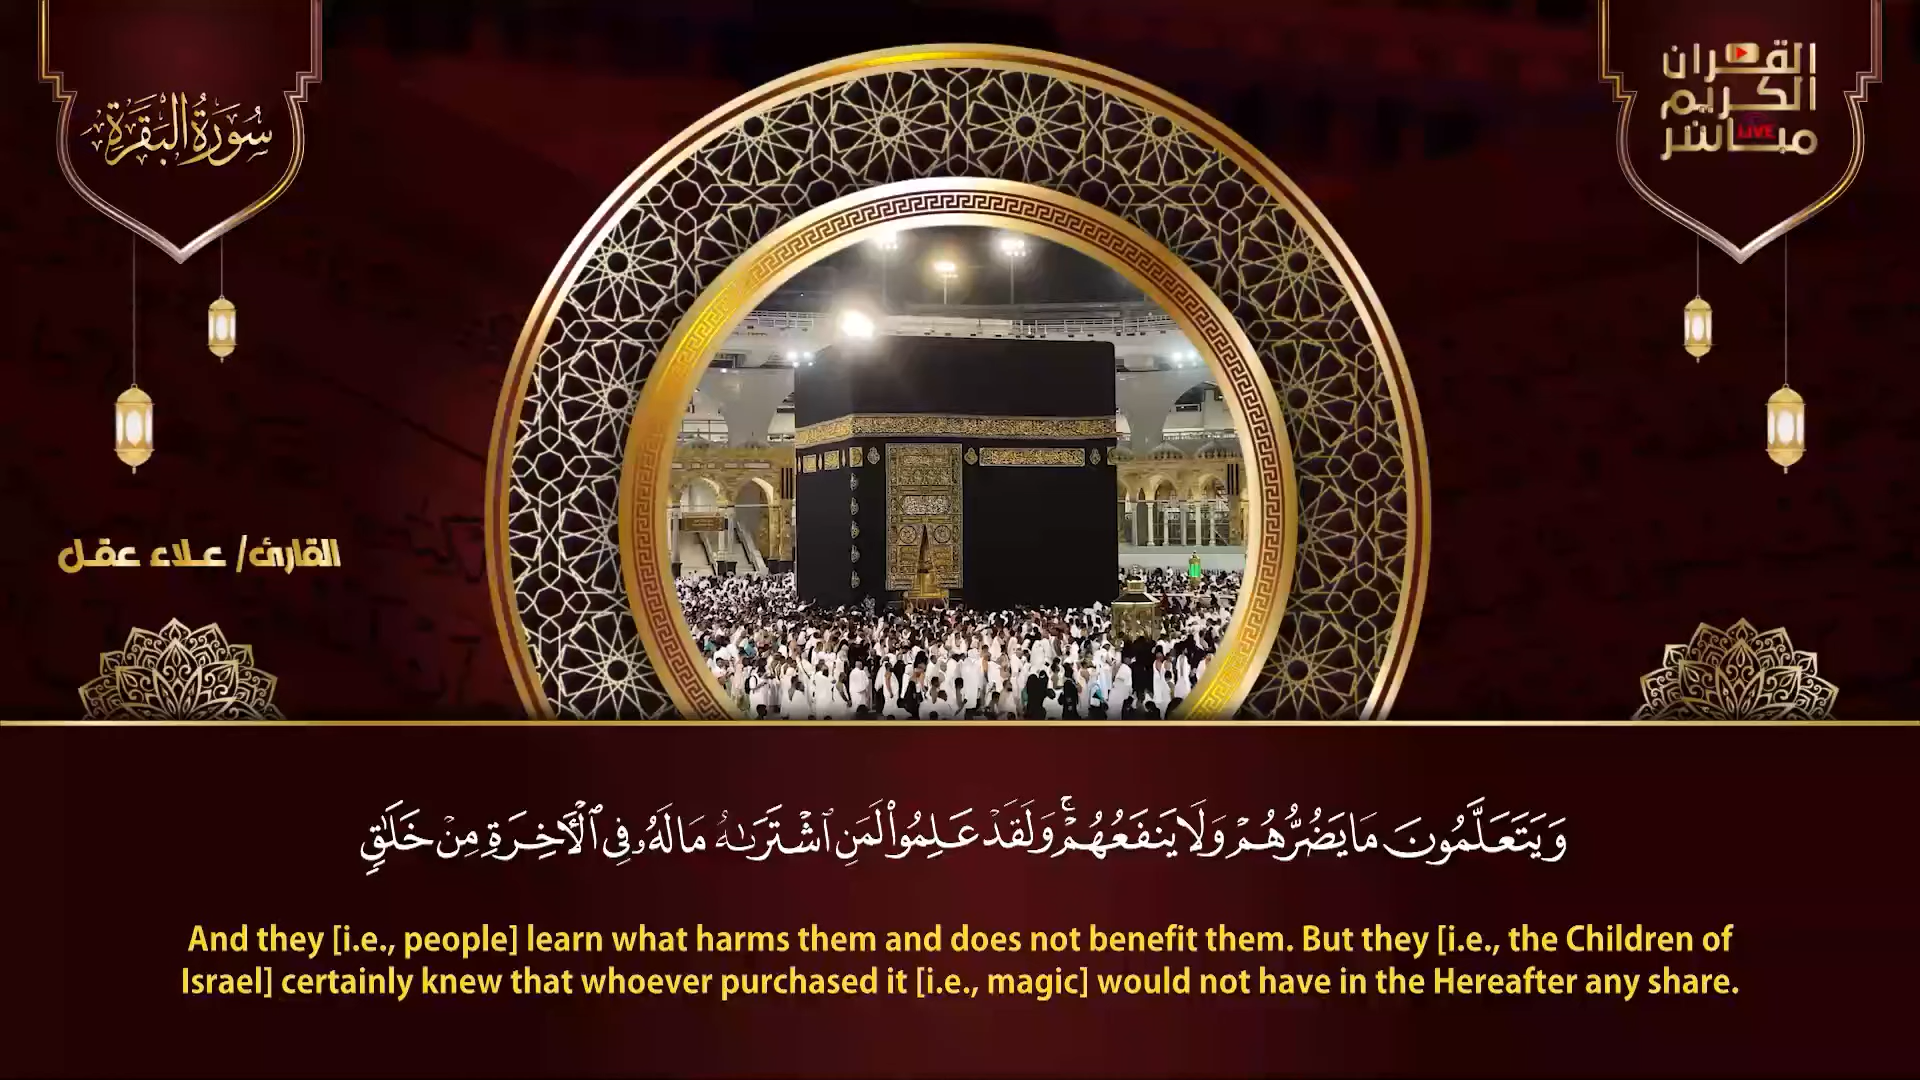 سُورَةُ البَقَرَةِ
القرآن
الكريم
مباشر
LIVE
القارئ/ علاء عقل
وَيَتَعَلَّمُونَ مَا يَضُرُّهُمْ وَلَا يَنفَعُهُمْ ۚ وَلَقَدْ عَلِمُوا۟ لَمَنِ ٱشْتَرَىٰهُ مَا لَهُۥ فِى ٱلْـَٔاخِرَةِ مِنْ خَلَـٰقٍ
And they [i.e., people] learn what harms them and does not benefit them. But they [i.e., the Children of
Israel] certainly knew that whoever purchased it [i.e., magic] would not have in the Hereafter any share.